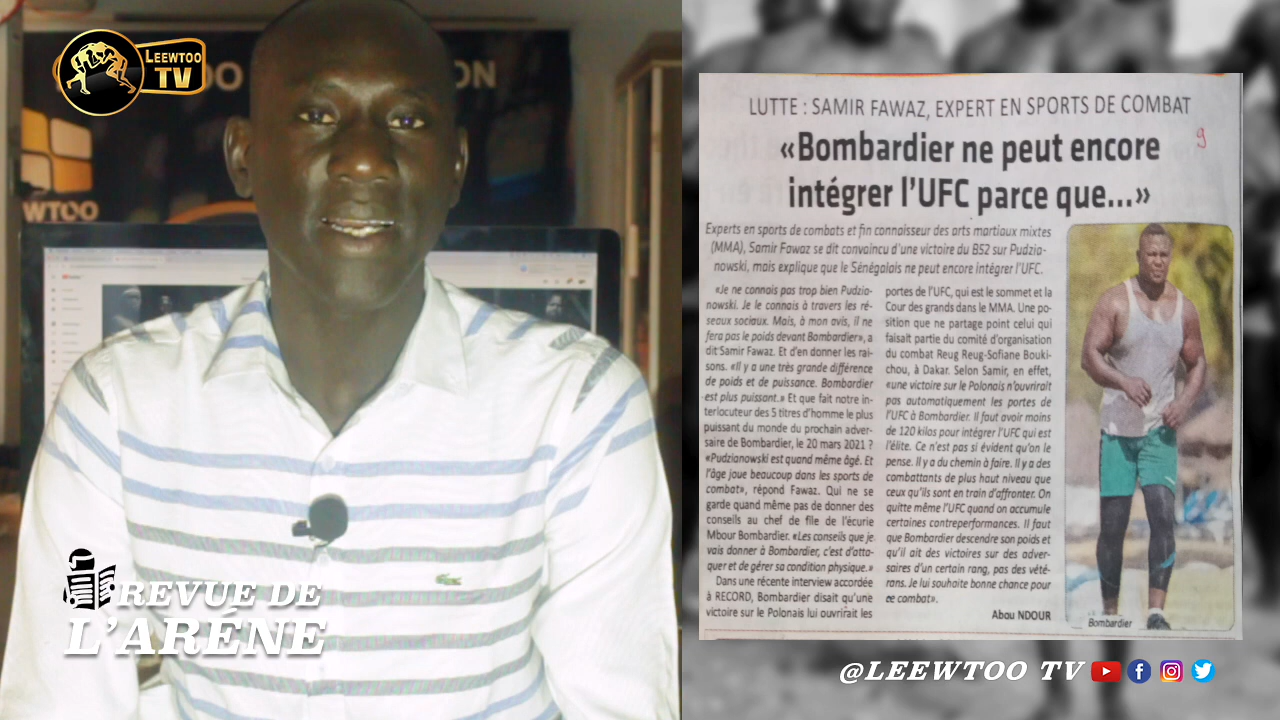 LEEWTOO
TV
OO
ON
WTOO
REVUE DE
L'ARÉNE
LUTTE : SAMIR FAWAZ, EXPERT EN SPORTS DE COMBAT
9
«Bombardier ne peut encore
intégrer l'UFC parce que...»
Experts en sports de combats et fin connaisseur des arts martiaux mixtes
(MMA), Samir Fawaz se dit convaincu d'une victoire du B52 sur Pudzia-
nowski, mais explique que le Sénégalais ne peut encore intégrer l'UFC.
«Je ne connais pas trop bien Pudzia-
nowski. Je le connais à travers les ré-
seaux sociaux. Mais, à mon avis, il ne
fera pas le poids devant Bombardier», a
dit Samir Fawaz. Et d'en donner les rai-
sons. «Il y a une très grande différence
de poids et de puissance. Bombardier
est plus puissant.» Et que fait notre in-
terlocuteur des 5 titres d'homme le plus
puissant du monde du prochain adver-
saire de Bombardier, le 20 mars 2021 ?
«Pudzianowski est quand même âgé. Et
l'âge joue beaucoup dans les sports de
combat», répond Fawaz. Qui ne se
garde quand même pas de donner des
conseils au chef de file de l'écurie
Mbour Bombardier. «Les conseils que je
vais donner à Bombardier, c'est d'atta-
quer et de gérer sa condition physique.»
Dans une récente interview accordée
à RECORD, Bombardier disait qu'une
victoire sur le Polonais lui ouvrirait les
portes de l'UFC, qui est le sommet et la
Cour des grands dans le MMA. Une po-
sition que ne partage point celui qui
faisait partie du comité d'organisation
du combat Reug Reug-Sofiane Bouki-
chou, à Dakar. Selon Samir, en effet,
«une victoire sur le Polonais n'ouvrirait
pas automatiquement les portes de
l'UFC à Bombardier. Il faut avoir moins
de 120 kilos pour intégrer l'UFC qui est
l'élite. Ce n'est pas si évident qu'on le
pense. Il y a du chemin à faire. Il y a des
combattants de plus haut niveau que
ceux qu'ils sont en train d'affronter. On
quitte même l'UFC quand on accumule
certaines contreperformances. Il faut
que Bombardier descendre son poids et
qu'il ait des victoires sur des adver-
saires d'un certain rang, pas des vété-
rans. Je lui souhaite bonne chance pour
ce combat».
Abou NDOUR
Bombardier
@LEEWTOO TV